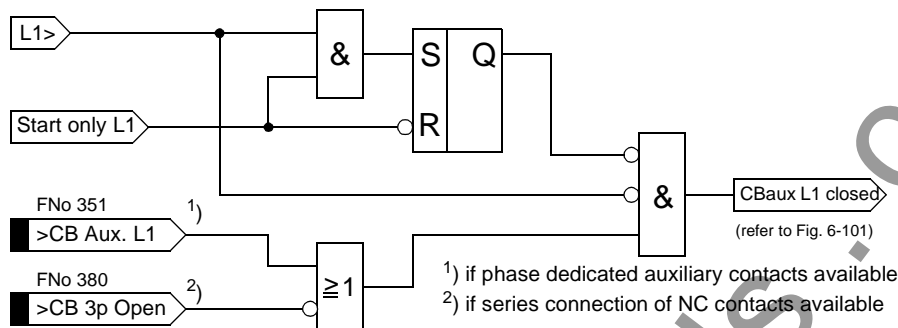 L1>
&
S Q
Start only L1
R
&
CBaux L1 closed
(refer to Fig. 6-101)
FNo 351
>CB Aux. L1 1)
FNo 380
>CB 3p Open 2)
≧1
1) if phase dedicated auxiliary contacts available
2) if series connection of NC contacts available